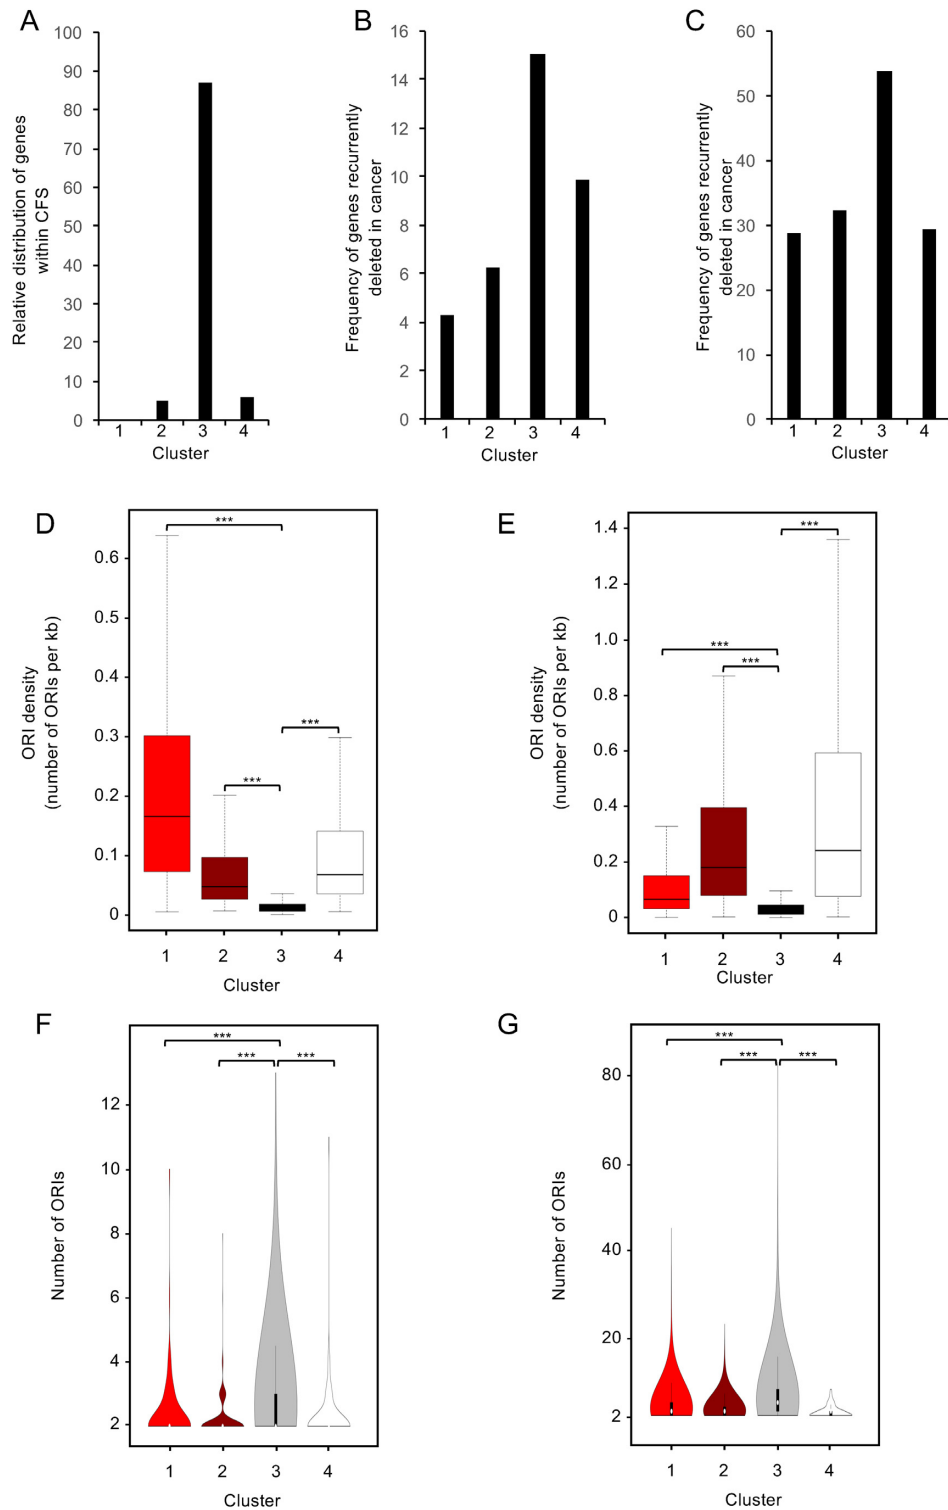 A
Relative distribution of genes
within CFS
100
90
80
70
60
50
40
30
20
10
0
1 2 3 4
Cluster
B
Frequency of genes recurrently
deleted in cancer
16
14
12
10
8
6
4
2
0
1 2 3 4
Cluster
C
Frequency of genes recurrently
deleted in cancer
60
50
40
30
20
10
0
1 2 3 4
Cluster
D
ORI density
(number of ORIs per kb)
0.6
0.5
0.4
0.3
0.2
0.1
0
***
***
***
1 2 3 4
Cluster
E
ORI density
(number of ORIs per kb)
1.4
1.2
1.0
0.8
0.6
0.4
0.2
0
***
***
***
1 2 3 4
Cluster
F
Number of ORIs
12
10
8
6
4
2
***
*** ***
1 2 3 4
Cluster
G
Number of ORIs
80
60
40
20
2
***
*** ***
1 2 3 4
Cluster